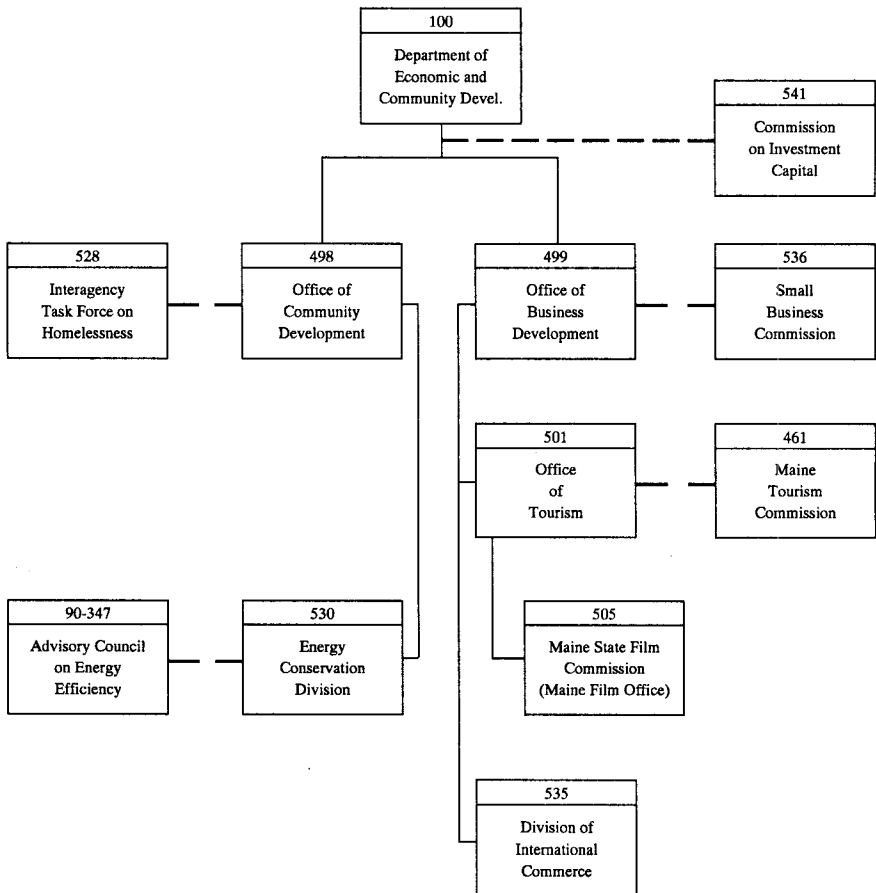 100
Department of
Economic and
Community Devel.
541
Commission
on Investment
Capital
528
Interagency
Task Force on
Homelessness
498
Office of
Community
Development
499
Office of
Business
Development
536
Small
Business
Commission
501
Office
of
Tourism
461
Maine
Tourism
Commission
90-347
Advisory Council
on Energy
Efficiency
530
Energy
Conservation
Division
505
Maine State Film
Commission
(Maine Film Office)
535
Division of
International
Commerce